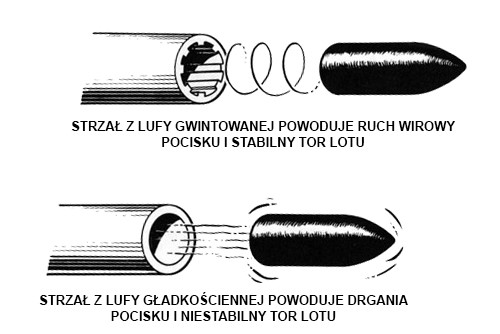 STRZAŁ Z LUFY GWINTOWANEJ POWODUJE RUCH WIROWY
POCISKU I STABILNY TOR LOTU
STRZAŁ Z LUFY GŁADKOŚCIENNEJ POWODUJE DRGANIA
POCISKU I NIESTABILNY TOR LOTU